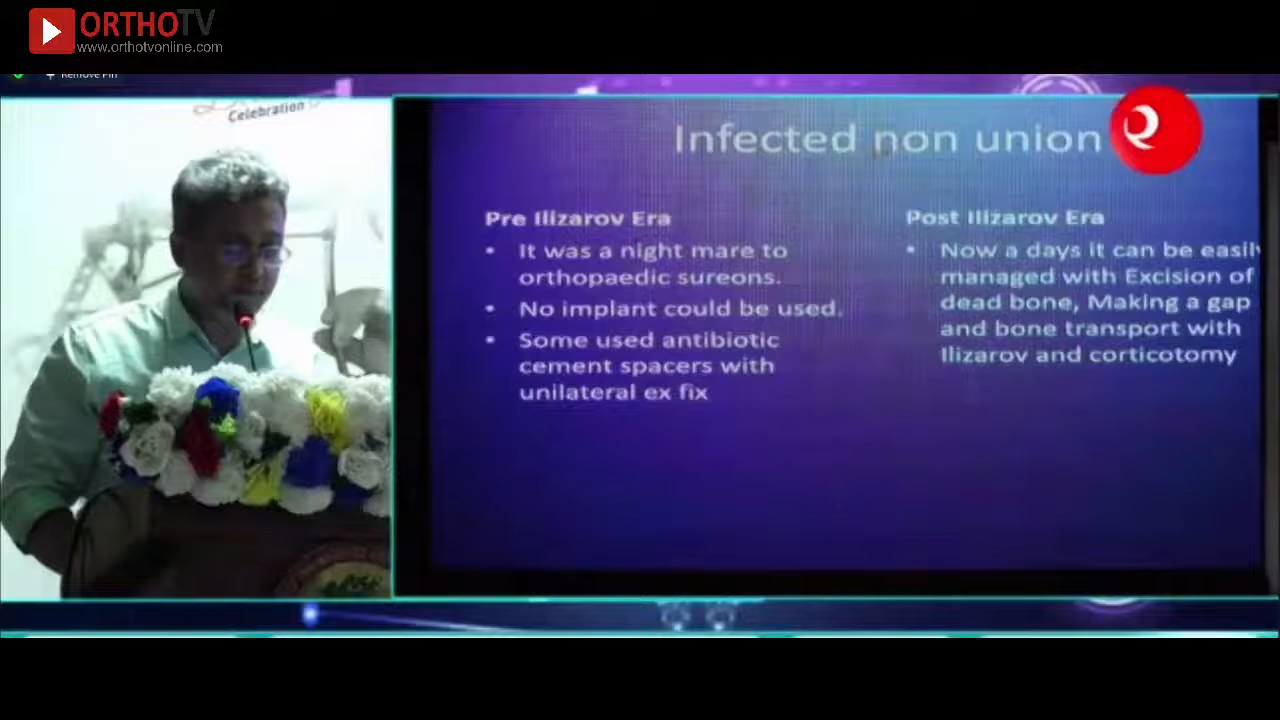 ORTHOTV
www.orthotvonline.com
Remove Pin
Celebration
Infected non union
Pre Ilizarov Era
• It was a night mare to
orthopaedic sureons.
• No implant could be used.
• Some used antibiotic
cement spacers with
unilateral ex fix
Post Ilizarov Era
• Now a days it can be easily
managed with Excision of
dead bone, Making a gap
and bone transport with
Ilizarov and corticotomy